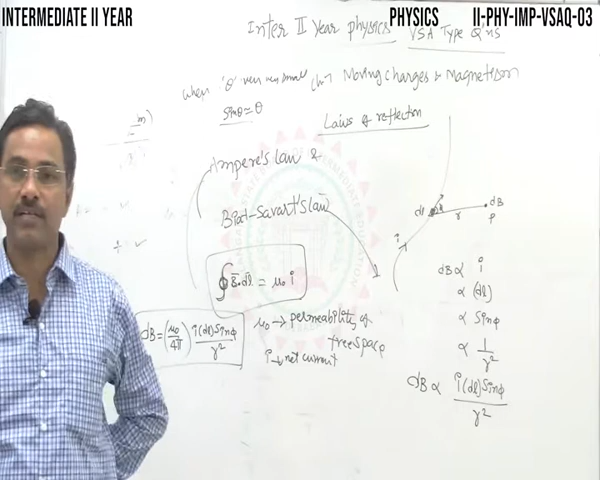 INTERMEDIATE II YEAR
PHYSICS
II-PHY-IMP-VSAQ-03
Inter II Year physics VSA Type Q'ns
when 'θ' very very small
sinθ ≈ θ
Ch-1 Moving charges & Magnetism
Laws of reflection
Ampere's law &
Biot-Savart's law
∮ B̄.dl̄ = μ₀ i
dB = (μ₀/4π) i(dl) sinφ / r²
μ₀ → permeability of
free space
i → net current
dl
r
dB
P
i
dB ∝ i
∝ (dl)
∝ sinφ
∝ 1/r²
dB ∝ i(dl) sinφ / r²